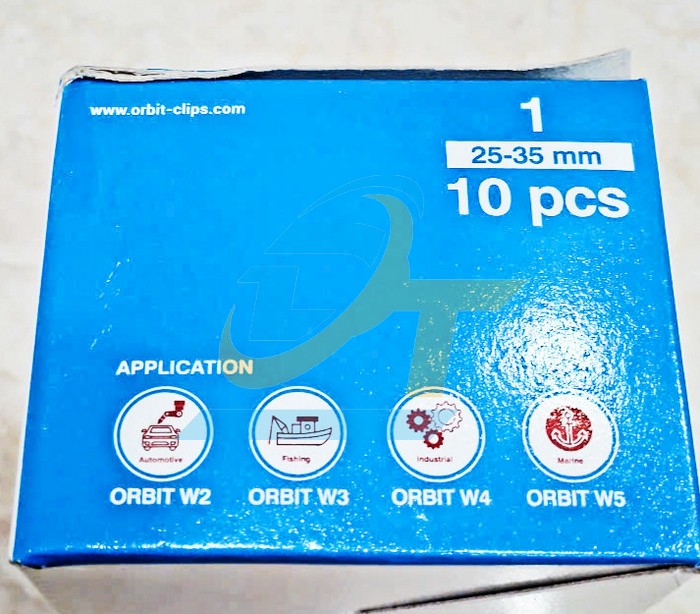 www.orbit-clips.com
1
25-35 mm
10 pcs
APPLICATION
Automotive
Fishing
Industrial
Marine
ORBIT W2
ORBIT W3
ORBIT W4
ORBIT W5